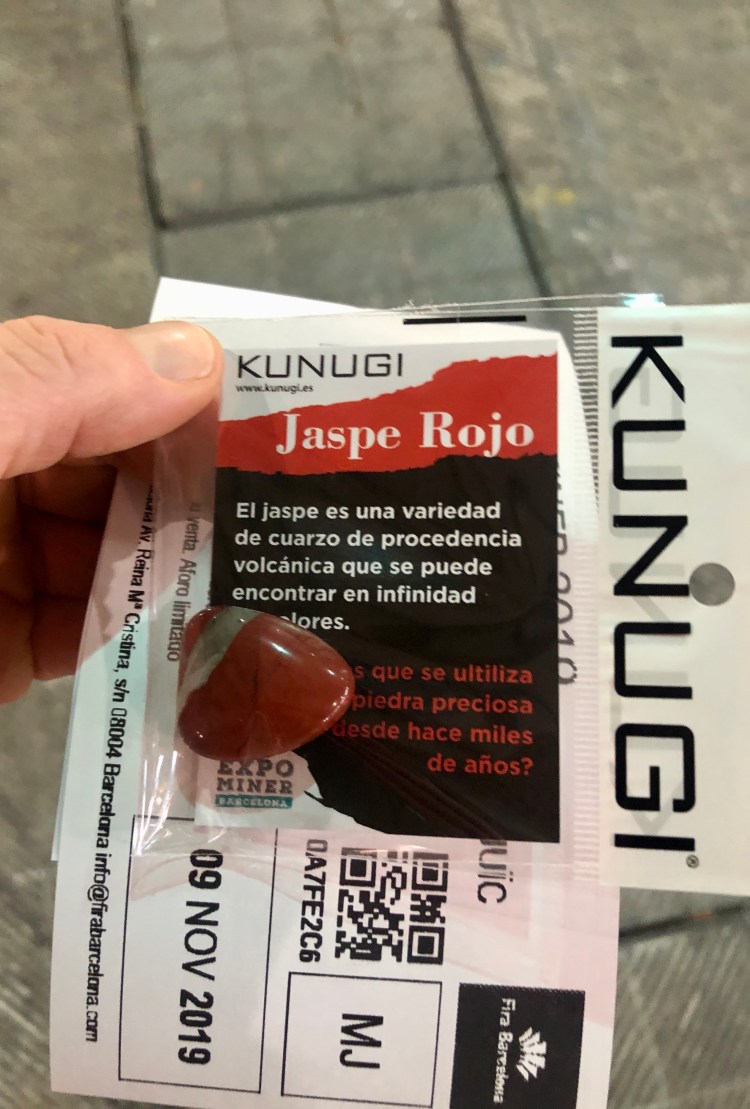 KUNUGI
www.kunugi.es
Jaspe Rojo
El jaspe es una variedad
de cuarzo de procedencia
volcánica que se puede
encontrar en infinidad
lores.
s que se ultiliza
piedra preciosa
desde hace miles
de años?
EXPO
MINER
BARCELONA
KUNUGI®
venta. Aforo limitado
Av. Reina Mª Cristina, s/n 08004 Barcelona info@firabarcelona.com
09 NOV 2019
0A7FE2C6
MJ
UÏC
Fira Barcelona